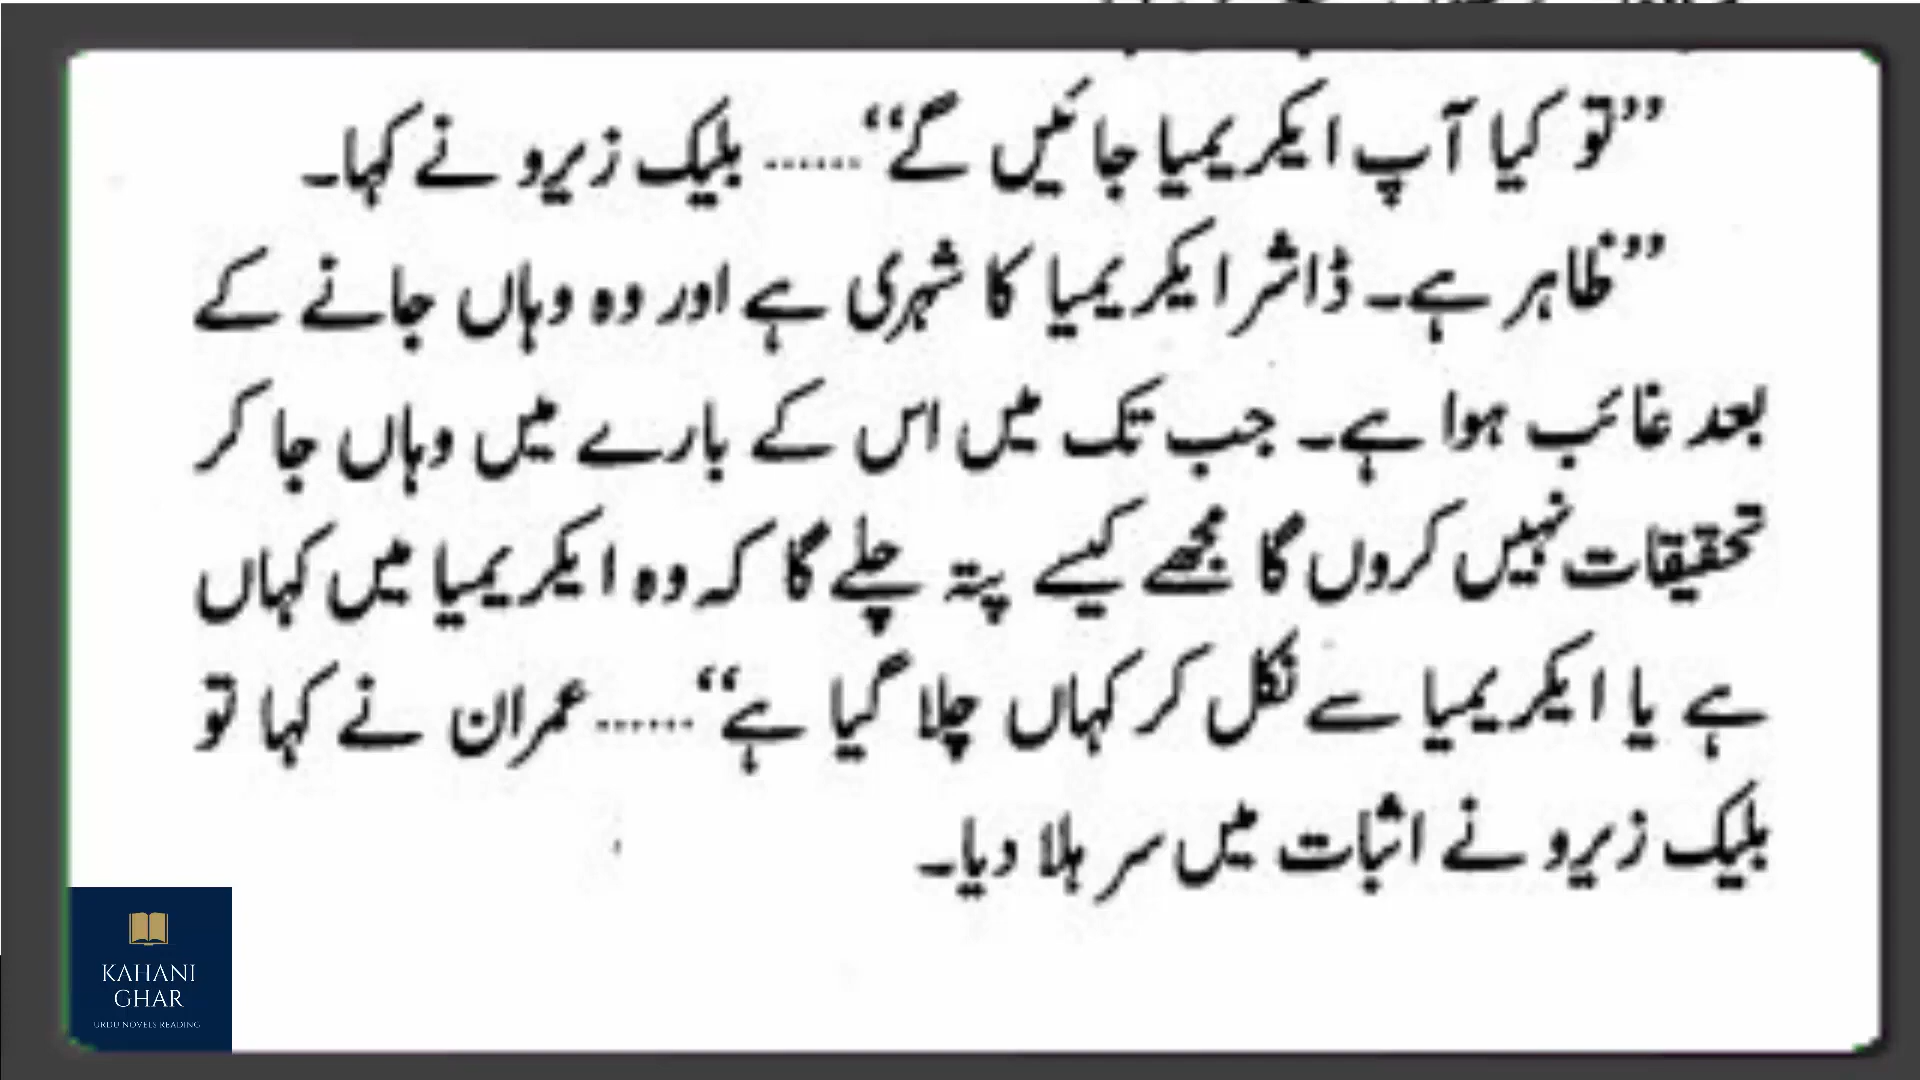 ”تو کیا آپ ایکریمیا جائیں گے“...... بلیک زیرو نے کہا۔
”ظاہر ہے۔ ڈاشر ایکریمیا کا شہری ہے اور وہ وہاں جانے کے
بعد غائب ہوا ہے۔ جب تک میں اس کے بارے میں وہاں جا کر
تحقیقات نہیں کروں گا مجھے کیسے پتہ چلے گا کہ وہ ایکریمیا میں کہاں
ہے یا ایکریمیا سے نکل کر کہاں چلا گیا ہے“...... عمران نے کہا تو
بلیک زیرو نے اثبات میں سر ہلا دیا۔
KAHANI
GHAR
URDU NOVELS READING